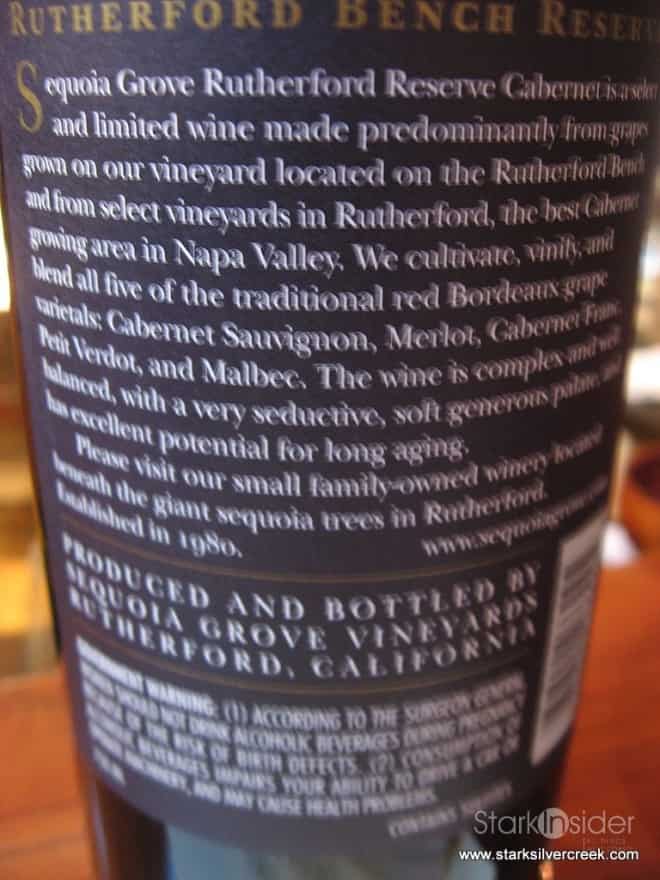 RUTHERFORD BENCH RESERVE
Sequoia Grove Rutherford Reserve Cabernet is a select
and limited wine made predominantly from grapes
grown on our vineyard located on the Rutherford Bench
and from select vineyards in Rutherford, the best Cabernet
growing area in Napa Valley. We cultivate, vinify, and
blend all five of the traditional red Bordeaux grape
varietals: Cabernet Sauvignon, Merlot, Cabernet Franc,
Petit Verdot, and Malbec. The wine is complex and well
balanced, with a very seductive, soft generous palate, and
has excellent potential for long aging.
Please visit our small family-owned winery located
beneath the giant sequoia trees in Rutherford.
Established in 1980.
www.sequoiagrove
PRODUCED AND BOTTLED BY
SEQUOIA GROVE VINEYARDS
RUTHERFORD, CALIFORNIA
GOVERNMENT WARNING: (1) ACCORDING TO THE SURGEON GENERAL,
WOMEN SHOULD NOT DRINK ALCOHOLIC BEVERAGES DURING PREGNANCY
BECAUSE OF THE RISK OF BIRTH DEFECTS. (2) CONSUMPTION OF
ALCOHOLIC BEVERAGES IMPAIRS YOUR ABILITY TO DRIVE A CAR OR
OPERATE MACHINERY, AND MAY CAUSE HEALTH PROBLEMS.
CONTAINS SULFITES
StarkInsider
www.starksilvercreek.com